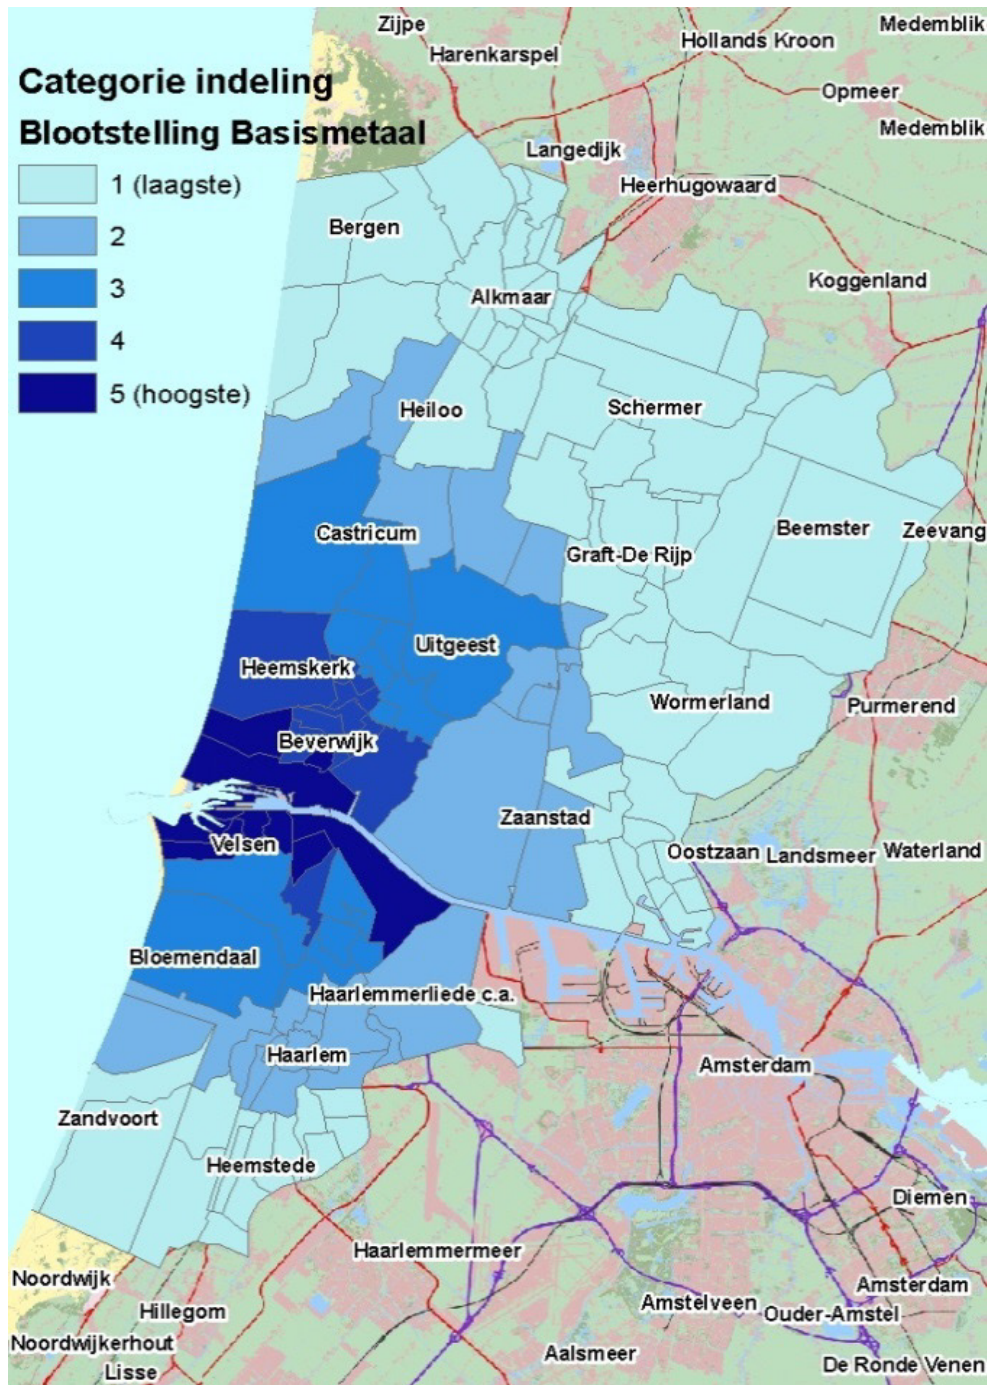 Categorie indeling
Blootstelling Basismetaal
1 (laagste)
2
3
4
5 (hoogste)
Zijpe
Medemblik
Harenkarspel
Hollands Kroon
Opmeer
Medemblik
Langedijk
Heerhugowaard
Bergen
Koggenland
Alkmaar
Heiloo
Schermer
Castricum
Beemster
Zeevang
Graft-De Rijp
Uitgeest
Heemskerk
Wormerland
Purmerend
Beverwijk
Zaanstad
Velsen
Oostzaan
Landsmeer
Waterland
Bloemendaal
Haarlemmerliede c.a.
Haarlem
Amsterdam
Zandvoort
Heemstede
Diemen
Haarlemmermeer
Noordwijk
Amsterdam
Hillegom
Amstelveen
Ouder-Amstel
Noordwijkerhout
Aalsmeer
Lisse
De Ronde Venen